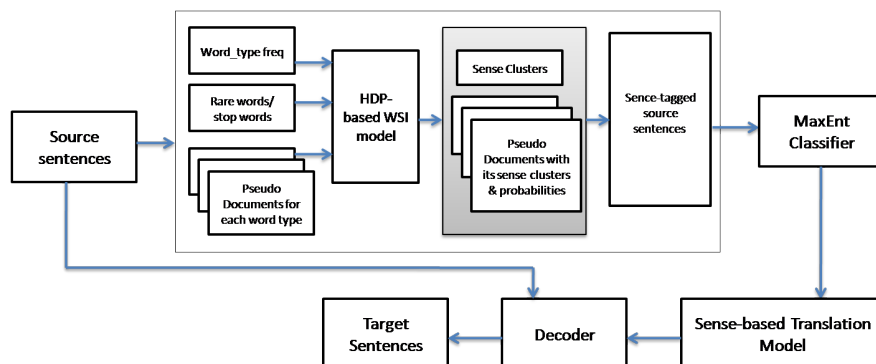 Source
sentences
Word_type freq
Rare words/
stop words
Pseudo
Documents for
each word type
HDP-
based WSI
model
Sense Clusters
Pseudo
Documents with
its sense clusters
& probabilities
Sence-tagged
source
sentences
MaxEnt
Classifier
Target
Sentences
Decoder
Sense-based Translation
Model